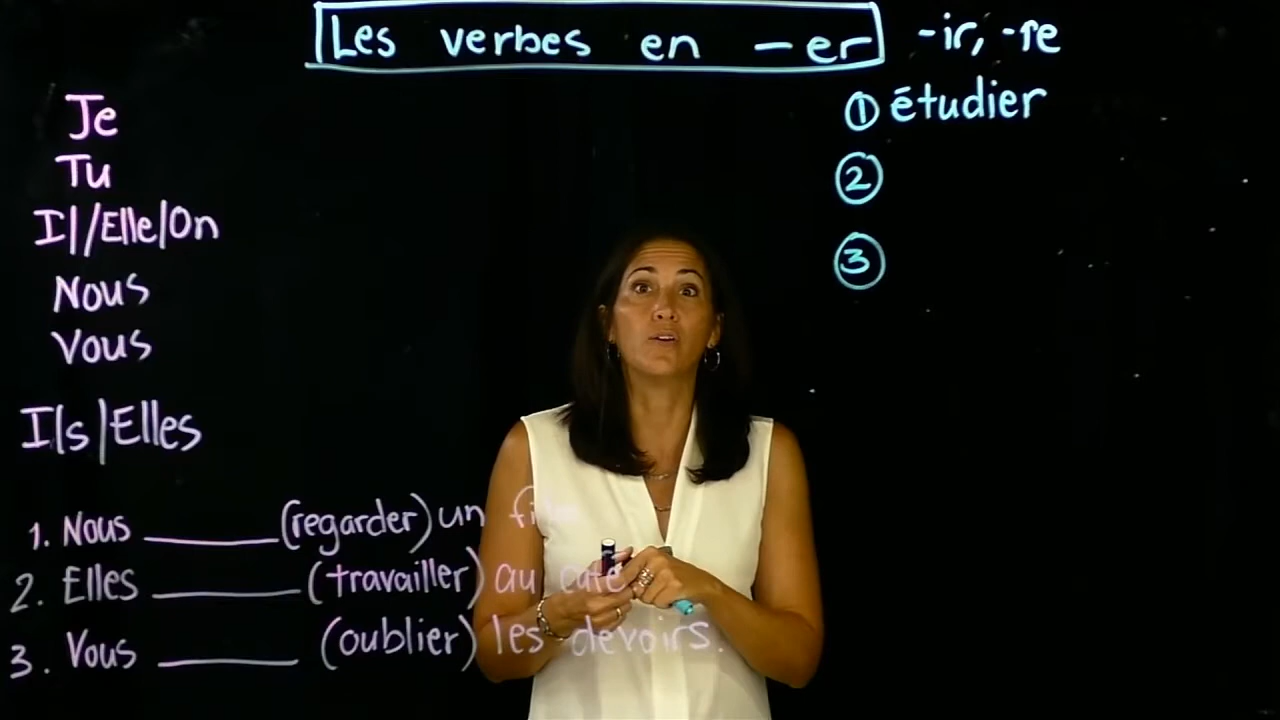 Les verbes en -er -ir, -re
① étudier
②
③
Je
Tu
Il/Elle/On
Nous
Vous
Ils/Elles
1. Nous ______ (regarder) un
2. Elles ______ (travailler) au café
3. Vous ______ (oublier) les devoirs.